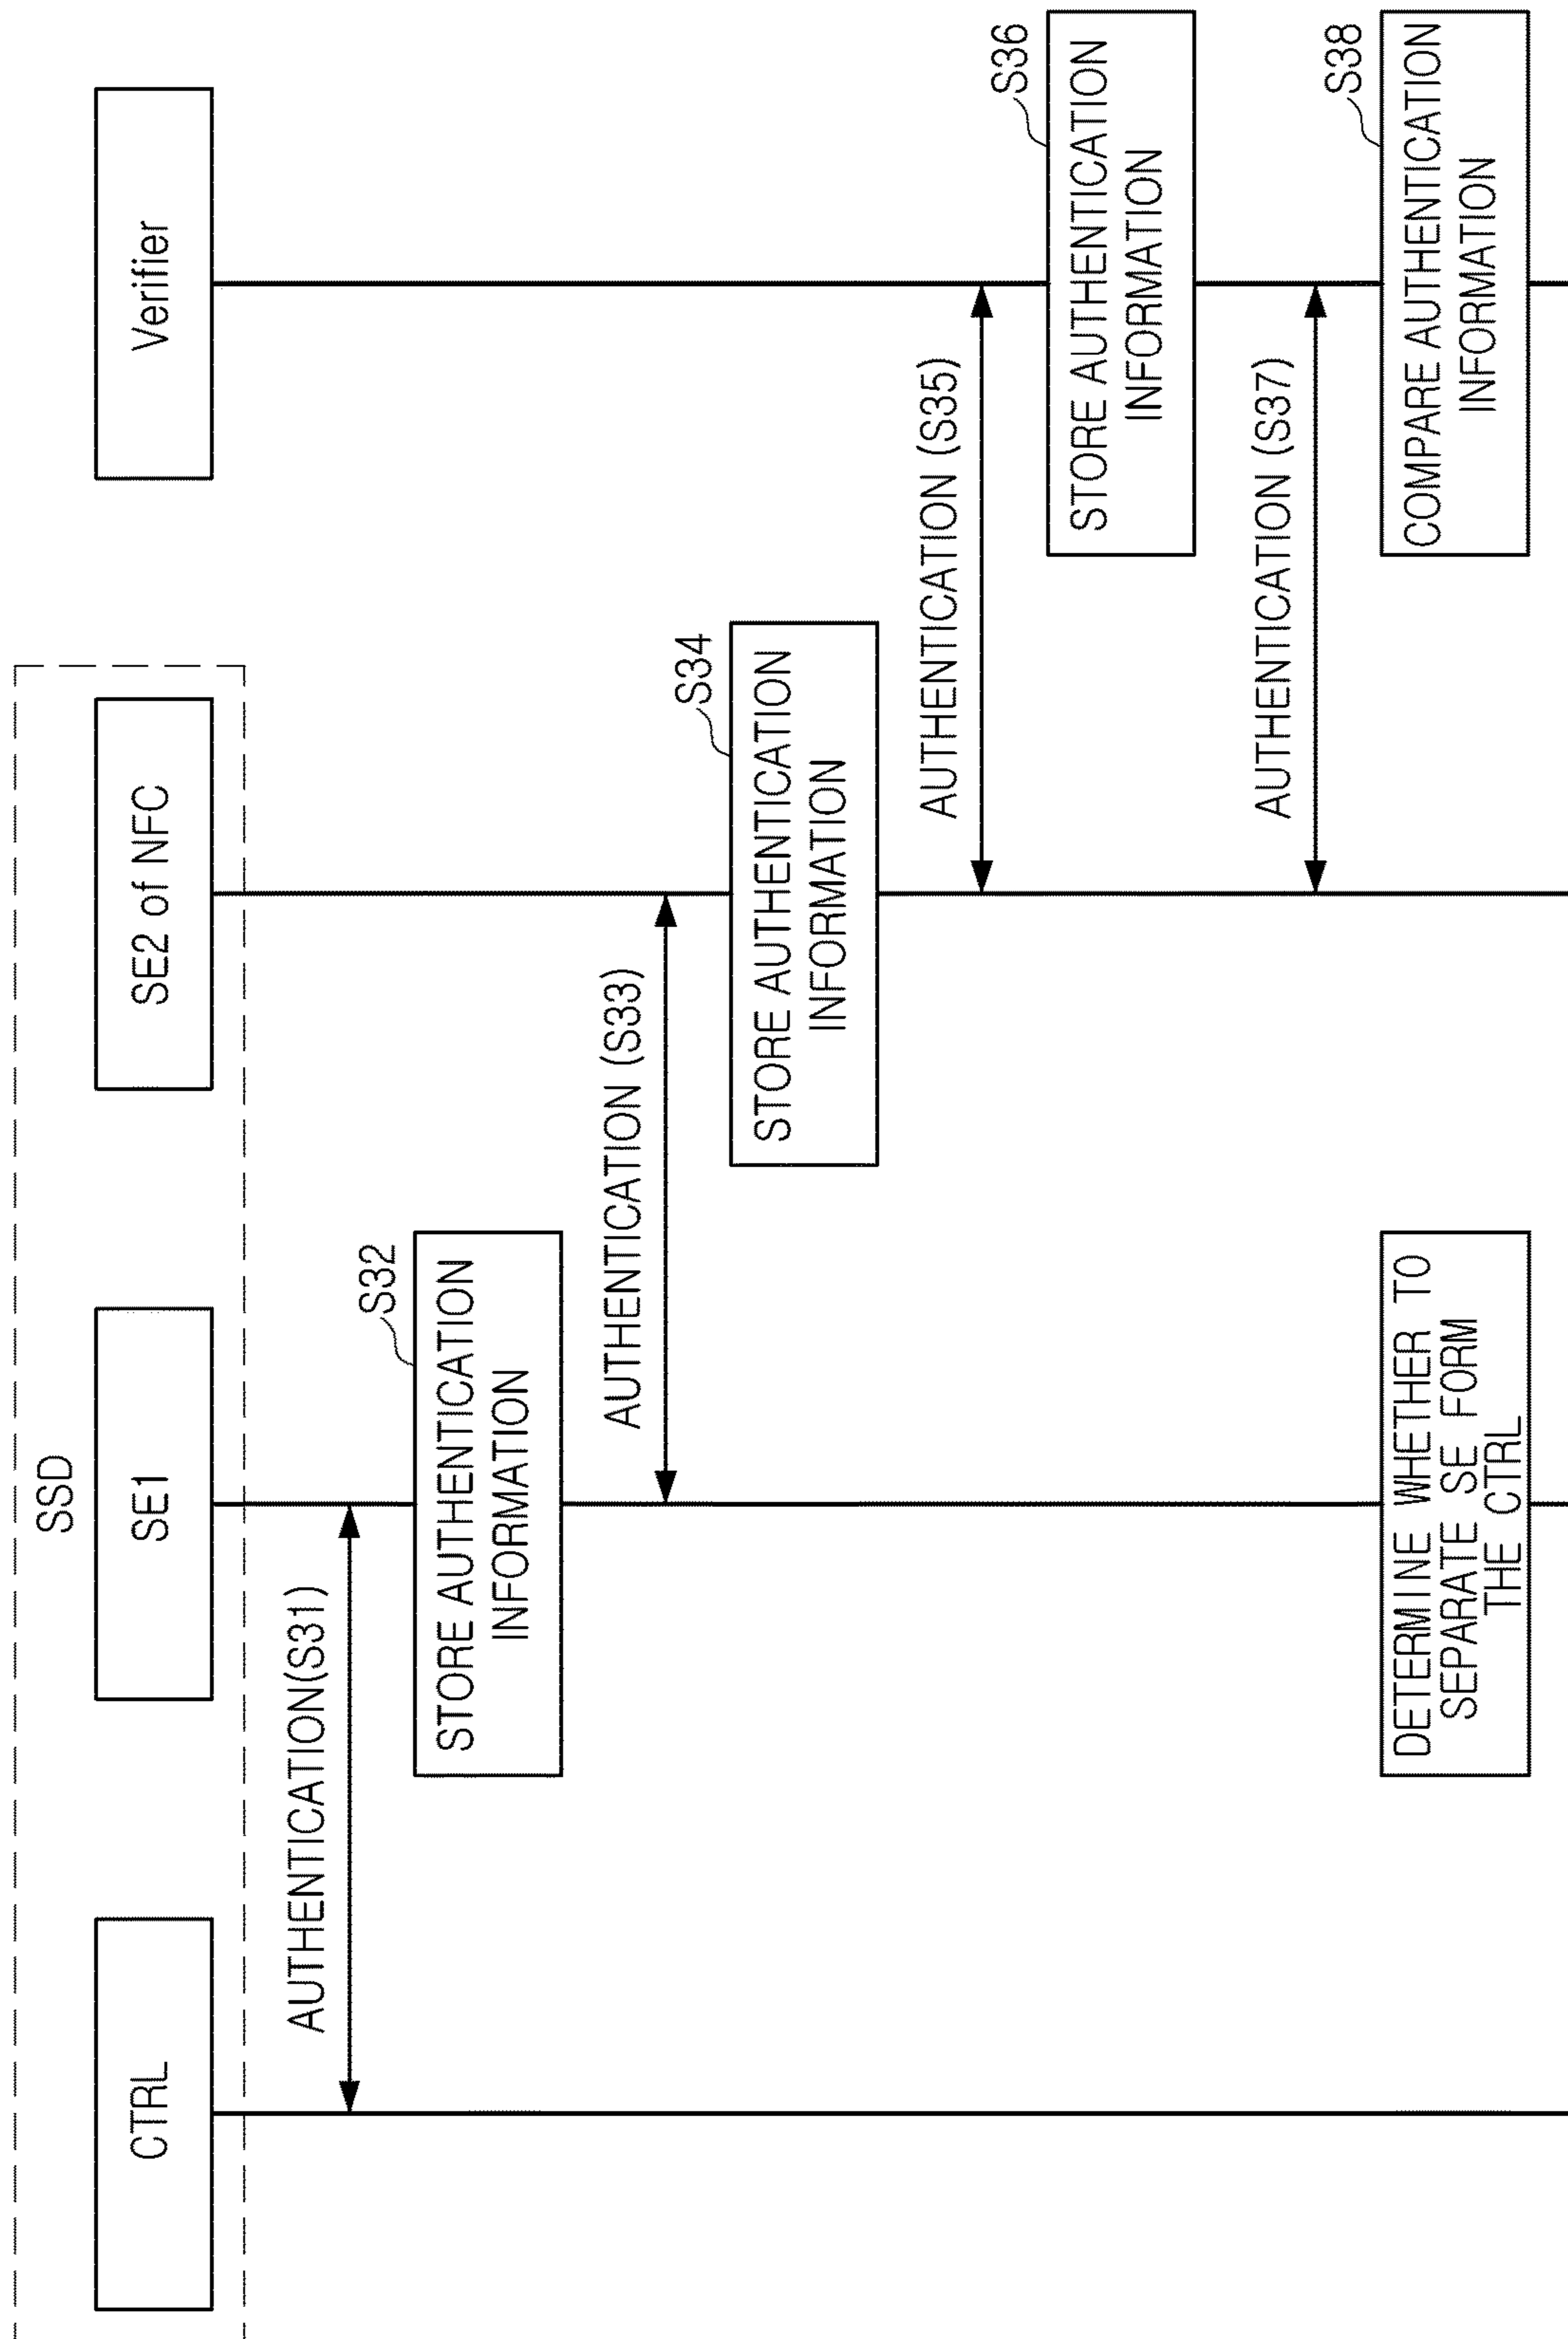 SSD
CTRL
SE1
SE2 of NFC
Verifier
AUTHENTICATION(S31)
S32
STORE AUTHENTICATION
INFORMATION
AUTHENTICATION (S33)
S34
STORE AUTHENTICATION
INFORMATION
AUTHENTICATION (S35)
S36
STORE AUTHENTICATION
INFORMATION
AUTHENTICATION (S37)
DETERMINE WHETHER TO
SEPARATE SE FORM
THE CTRL
S38
COMPARE AUTHENTICATION
INFORMATION